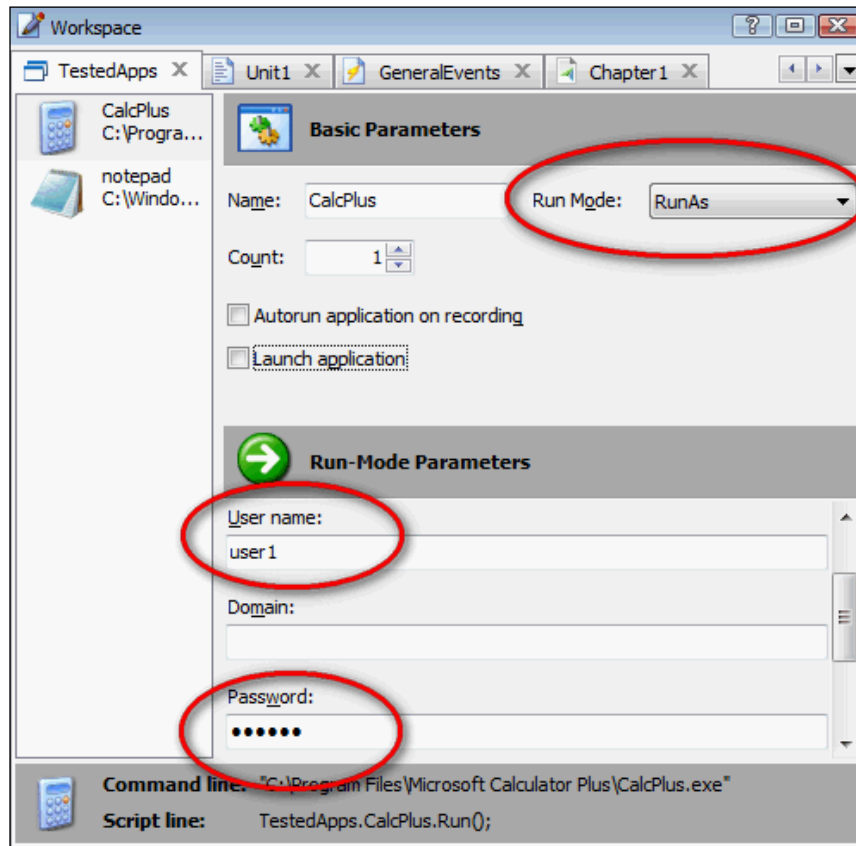 Workspace
TestedApps Unit1 GeneralEvents Chapter1
CalcPlus
C:\Progra...
notepad
C:\Windo...
Basic Parameters
Name: CalcPlus Run Mode: RunAs
Count: 1
Autorun application on recording
Launch application
Run-Mode Parameters
User name:
user1
Domain:
Password:
••••••
Command line: "C:\Program Files\Microsoft Calculator Plus\CalcPlus.exe"
Script line: TestedApps.CalcPlus.Run();